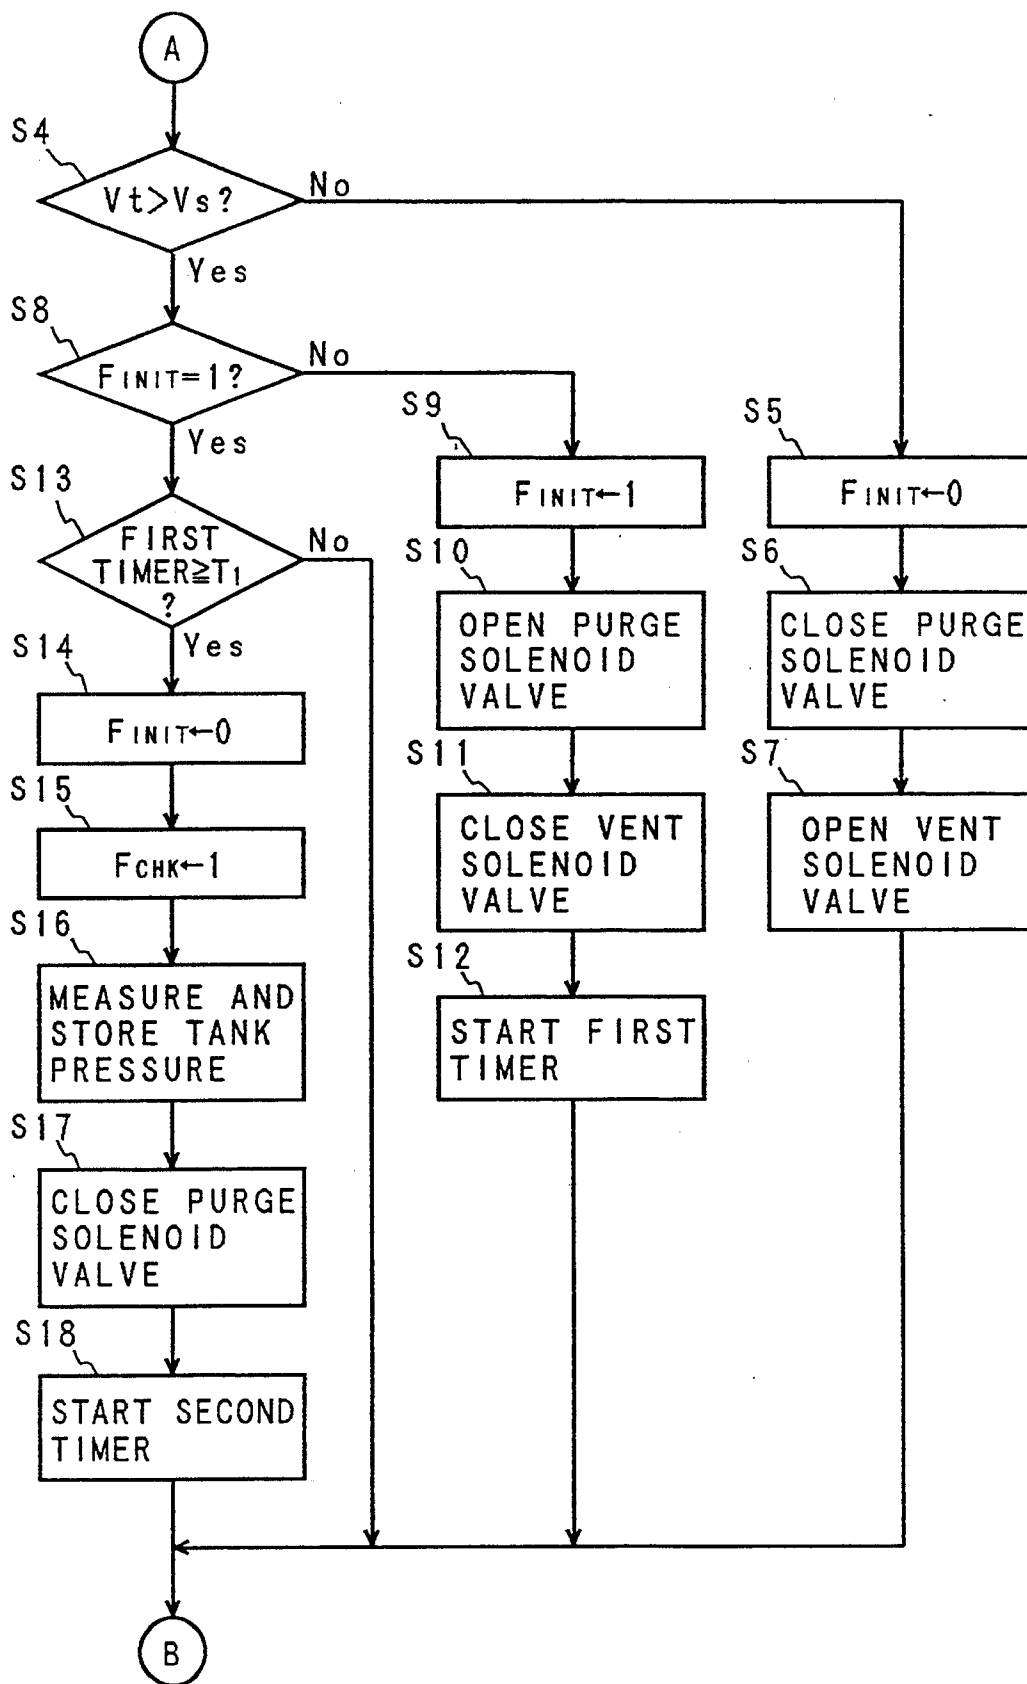 A
S4
Vt>Vs?
No
Yes
S8
FINIT=1?
No
Yes
S13
FIRST
TIMER≧T1
?
No
Yes
S14
FINIT←0
S15
FCHK←1
S16
MEASURE AND
STORE TANK
PRESSURE
S17
CLOSE PURGE
SOLENOID
VALVE
S18
START SECOND
TIMER
S9
FINIT←1
S10
OPEN PURGE
SOLENOID
VALVE
S11
CLOSE VENT
SOLENOID
VALVE
S12
START FIRST
TIMER
S5
FINIT←0
S6
CLOSE PURGE
SOLENOID
VALVE
S7
OPEN VENT
SOLENOID
VALVE
B